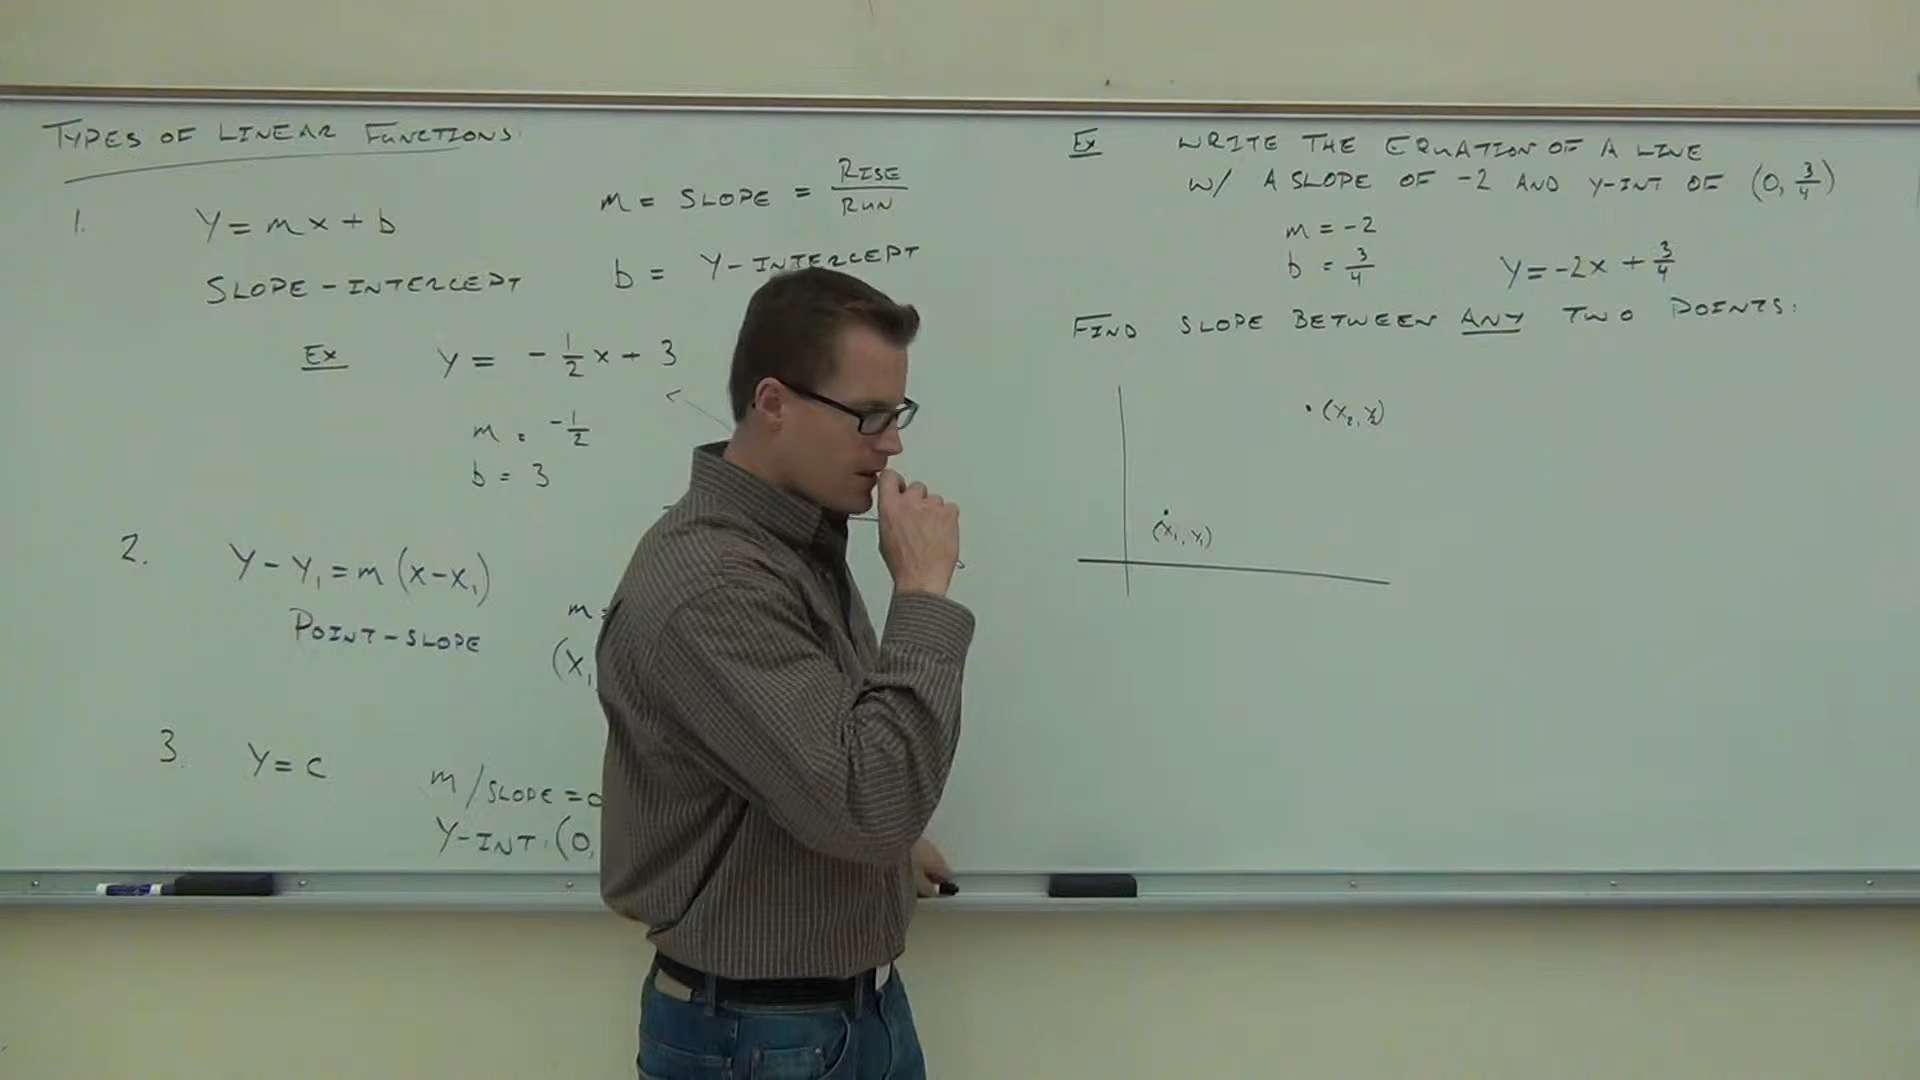 TYPES OF LINEAR FUNCTIONS:
1. Y = mx + b
SLOPE-INTERCEPT
m = SLOPE = RISE/RUN
b = Y-INTERCEPT
Ex Y = -1/2 x + 3
m = -1/2
b = 3
2. Y - Y₁ = m(x - x₁)
POINT-SLOPE
m =
(x₁
3. Y = C
m/SLOPE = 0
Y-INT: (0,
Ex WRITE THE EQUATION OF A LINE
W/ A SLOPE OF -2 AND Y-INT OF (0, 3/4)
m = -2
b = 3/4
Y = -2x + 3/4
FIND SLOPE BETWEEN ANY TWO POINTS:
(x₂, y₂)
(x₁, y₁)